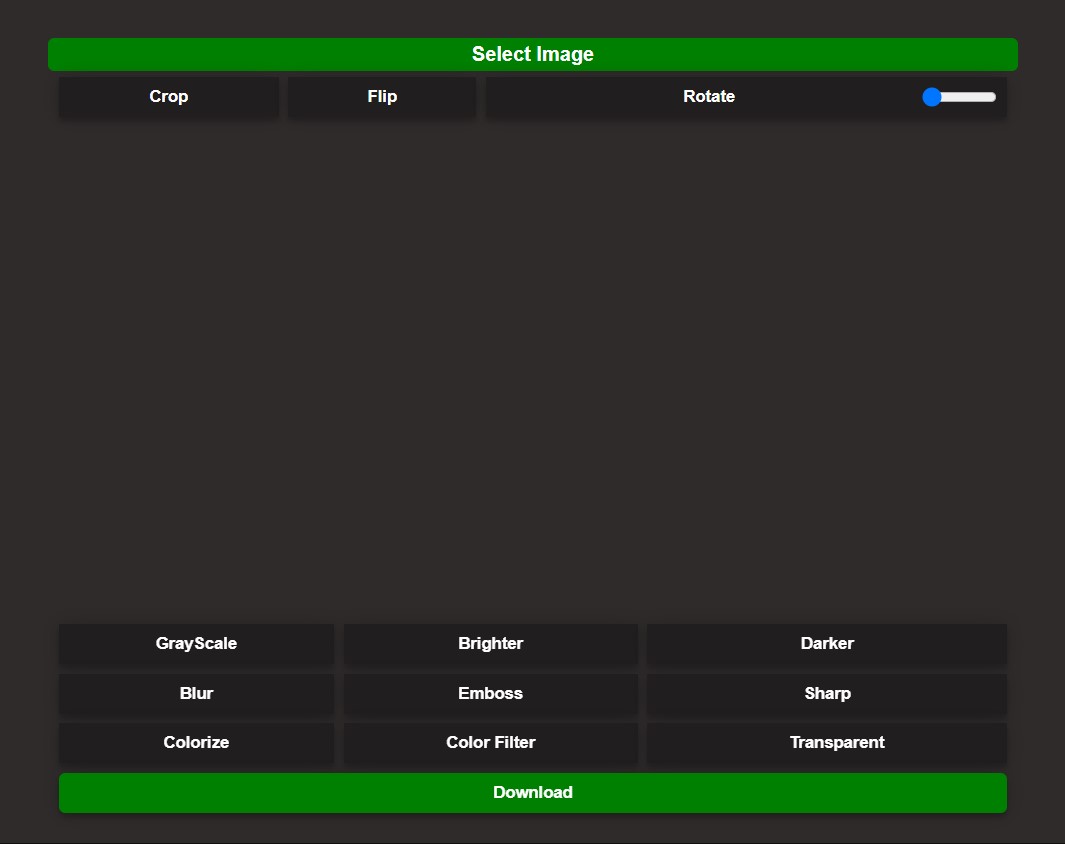 Select Image
Crop Flip Rotate
GrayScale Brighter Darker
Blur Emboss Sharp
Colorize Color Filter Transparent
Download